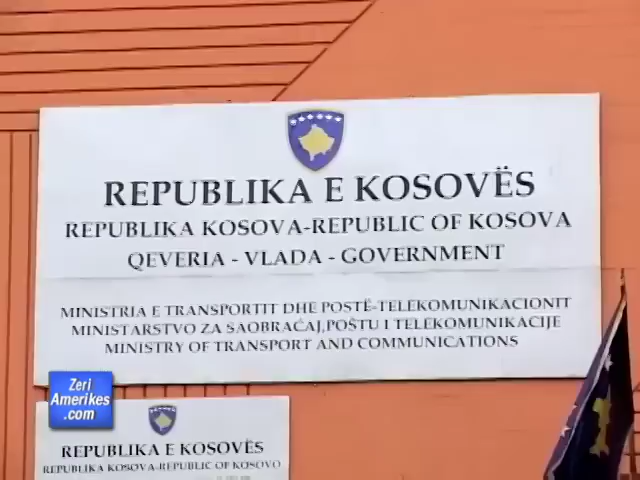 REPUBLIKA E KOSOVËS
REPUBLIKA KOSOVA-REPUBLIC OF KOSOVA
QEVERIA - VLADA - GOVERNMENT
MINISTRIA E TRANSPORTIT DHE POSTË-TELEKOMUNIKACIONIT
MINISTARSTVO ZA SAOBRAĆAJ,POŠTU I TELEKOMUNIKACIJE
MINISTRY OF TRANSPORT AND COMMUNICATIONS
Zeri
Amerikes
.com
REPUBLIKA E KOSOVËS
REPUBLIKA KOSOVA-REPUBLIC OF KOSOVO